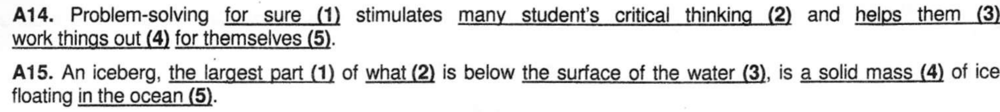 A14. Problem-solving for sure (1) stimulates many student's critical thinking (2) and helps them (3)
work things out (4) for themselves (5).
A15. An iceberg, the largest part (1) of what (2) is below the surface of the water (3), is a solid mass (4) of ice
floating in the ocean (5).